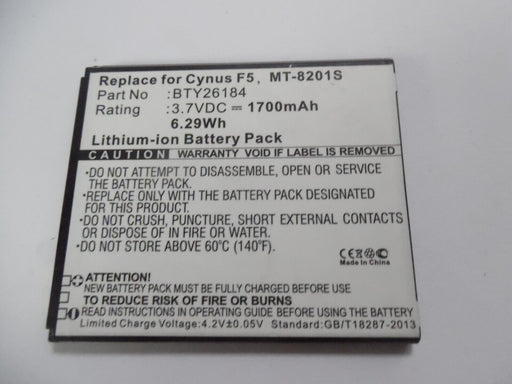 Replace for Cynus F5, MT-8201S
P/N :BTY26184
Rating :3.7VDC ⎓ 1700mAh
6.29Wh
Lithium-ion Battery Pack
CAUTION WARRANTY VOID IF LABEL IS REMOVED
·DO NOT ATTEMPT TO DISASSEMBLE, OPEN OR SERVICE
THE BATTERY PACK.
·REPLACE ONLY WITH THE BATTERY PACK DESIGNATED
FOR THIS PRODUCT.
·DO NOT CRUSH, PUNCTURE, SHORT EXTERNAL CONTACTS
OR DISPOSE OF IN FIRE OR WATER.
·DO NOT STORE ABOVE 60°C (140°F).
CE
Made In China
ATTENTION!
NEW BATTERY PACK MUST BE FULLY CHARGED BEFORE USE.
TO REDUCE RISK OF FIRE OR BURNS
READ INSTRUCTIONS BEFORE USING THE BATTERY.
Limited Charge Voltage:4.2V±0.05V Standard:GB/T18287-2013